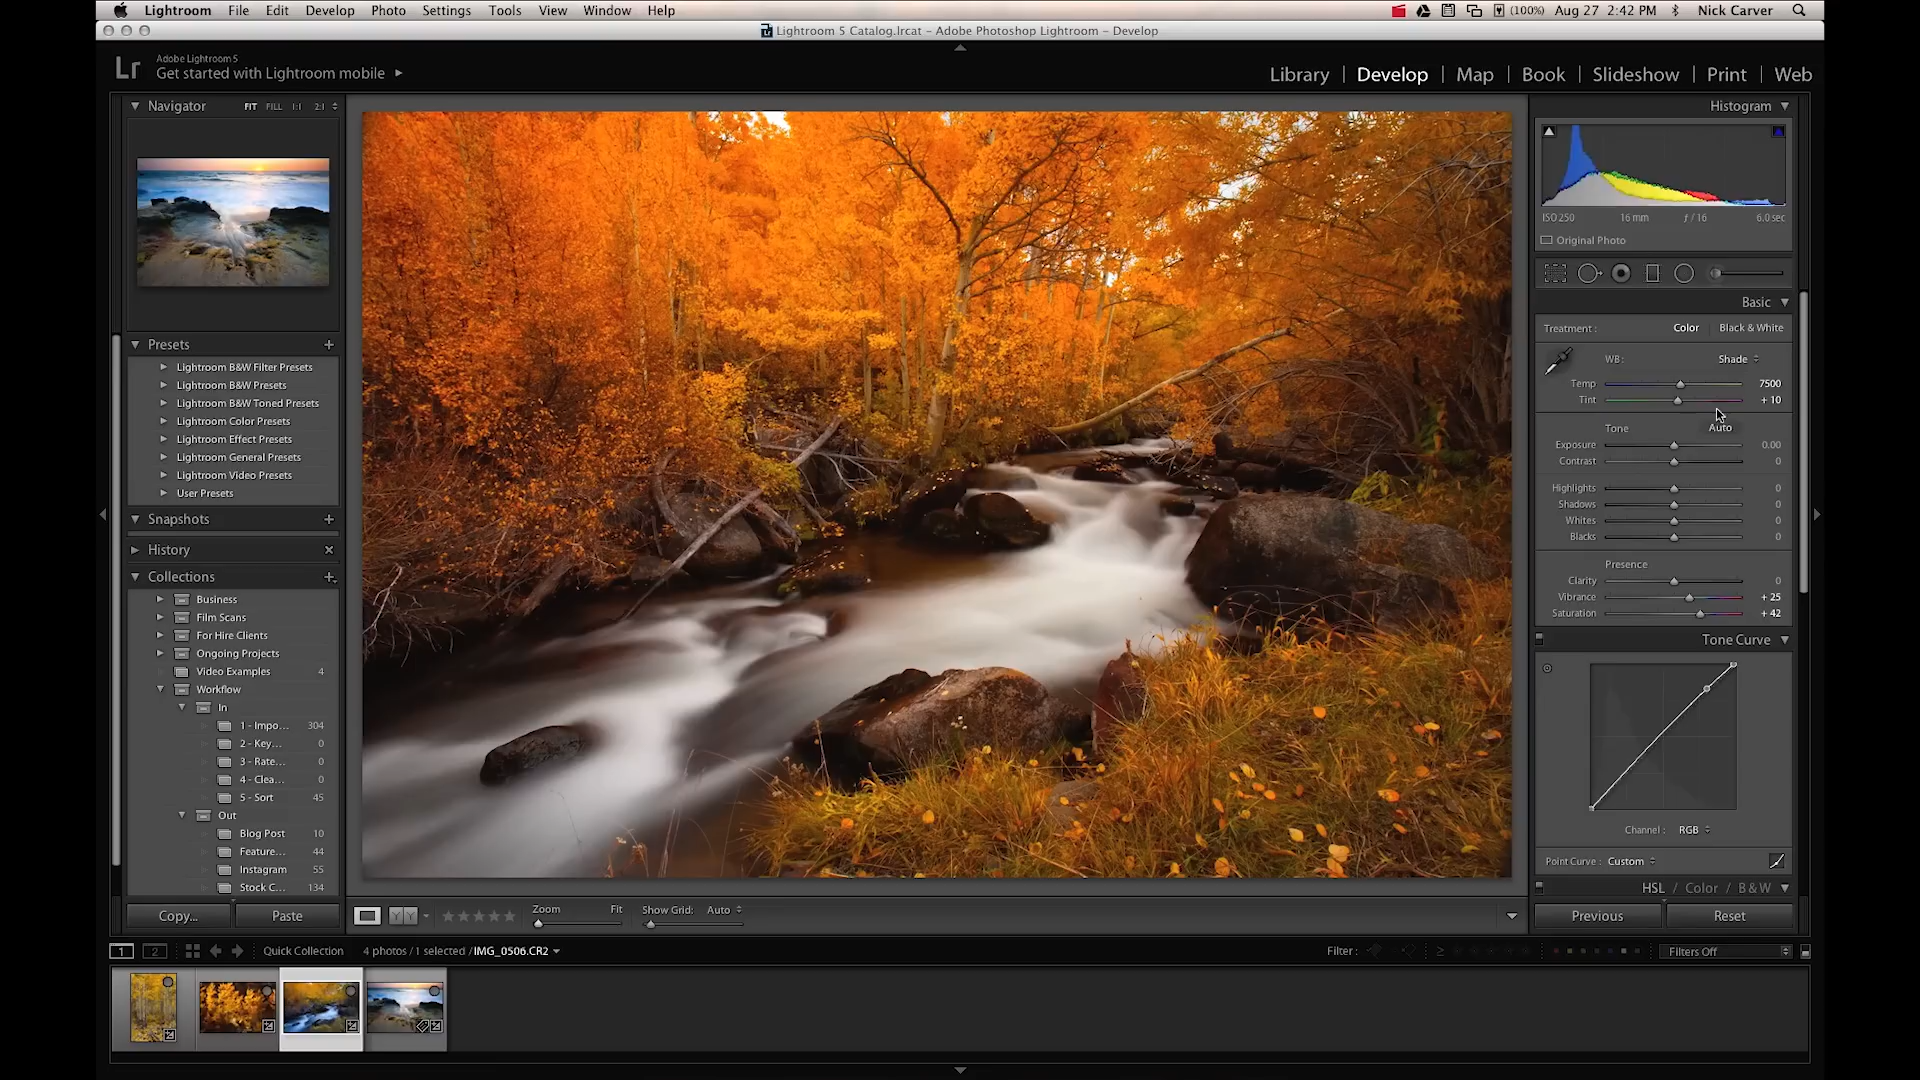 Lightroom File Edit Develop Photo Settings Tools View Window Help (100%) Aug 27 2:42 PM Nick Carver
Lightroom 5 Catalog.lrcat - Adobe Photoshop Lightroom - Develop
Lr Adobe Lightroom 5
Get started with Lightroom mobile
Library | Develop | Map | Book | Slideshow | Print | Web
Navigator FIT FILL 1:1 2:1
Presets +
Lightroom B&W Filter Presets
Lightroom B&W Presets
Lightroom B&W Toned Presets
Lightroom Color Presets
Lightroom Effect Presets
Lightroom General Presets
Lightroom Video Presets
User Presets
Snapshots +
History ×
Collections +
Business
Film Scans
For Hire Clients
Ongoing Projects
Video Examples 4
Workflow
In
1 - Impo... 304
2 - Key... 0
3 - Rate... 0
4 - Clea... 0
5 - Sort 45
Out
Blog Post 10
Feature... 44
Instagram 55
Stock C... 134
Copy... Paste
Zoom Fit Show Grid: Auto
Histogram
ISO 250 16 mm ƒ / 16 6.0 sec
Original Photo
Basic
Treatment : Color Black & White
WB : Shade
Temp 7500
Tint + 10
Tone Auto
Exposure 0.00
Contrast 0
Highlights 0
Shadows 0
Whites 0
Blacks 0
Presence
Clarity 0
Vibrance + 25
Saturation + 42
Tone Curve
Channel : RGB
Point Curve : Custom
HSL / Color / B & W
Previous Reset
1 2 Quick Collection 4 photos / 1 selected / IMG_0506.CR2 Filter : ≥ Filters Off